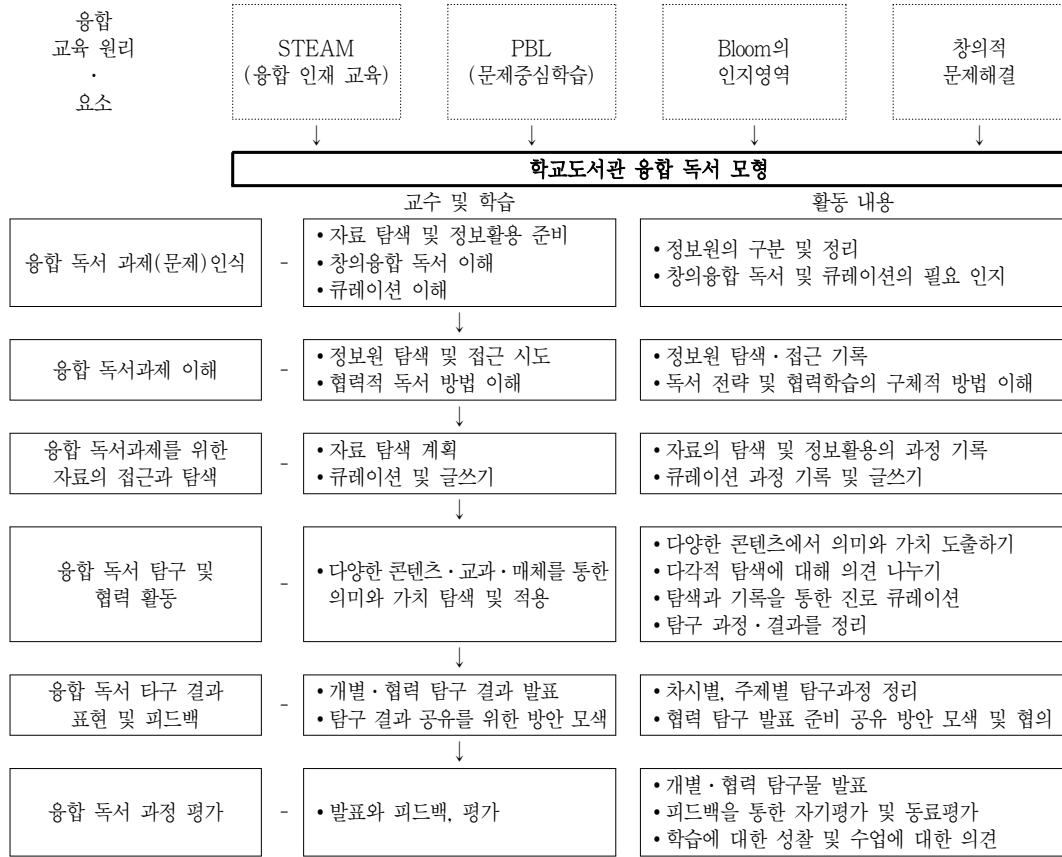 융합
교육 원리
·
요소
STEAM
(융합 인재 교육)
PBL
(문제중심학습)
Bloom의
인지영역
창의적
문제해결
↓ ↓ ↓ ↓
학교도서관 융합 독서 모형
교수 및 학습
활동 내용
융합 독서 과제(문제)인식
-
• 자료 탐색 및 정보활용 준비
• 창의융합 독서 이해
• 큐레이션 이해
• 정보원의 구분 및 정리
• 창의융합 독서 및 큐레이션의 필요 인지
↓
융합 독서과제 이해
-
• 정보원 탐색 및 접근 시도
• 협력적 독서 방법 이해
• 정보원 탐색·접근 기록
• 독서 전략 및 협력학습의 구체적 방법 이해
↓
융합 독서과제를 위한
자료의 접근과 탐색
-
• 자료 탐색 계획
• 큐레이션 및 글쓰기
• 자료의 탐색 및 정보활용의 과정 기록
• 큐레이션 과정 기록 및 글쓰기
↓
융합 독서 탐구 및
협력 활동
-
• 다양한 콘텐츠·교과·매체를 통한
의미와 가치 탐색 및 적용
• 다양한 콘텐츠에서 의미와 가치 도출하기
• 다각적 탐색에 대해 의견 나누기
• 탐색과 기록을 통한 진로 큐레이션
• 탐구 과정·결과를 정리
↓
융합 독서 타구 결과
표현 및 피드백
-
• 개별·협력 탐구 결과 발표
• 탐구 결과 공유를 위한 방안 모색
• 차시별, 주제별 탐구과정 정리
• 협력 탐구 발표 준비 공유 방안 모색 및 협의
↓
융합 독서 과정 평가
-
• 발표와 피드백, 평가
• 개별·협력 탐구물 발표
• 피드백을 통한 자기평가 및 동료평가
• 학습에 대한 성찰 및 수업에 대한 의견